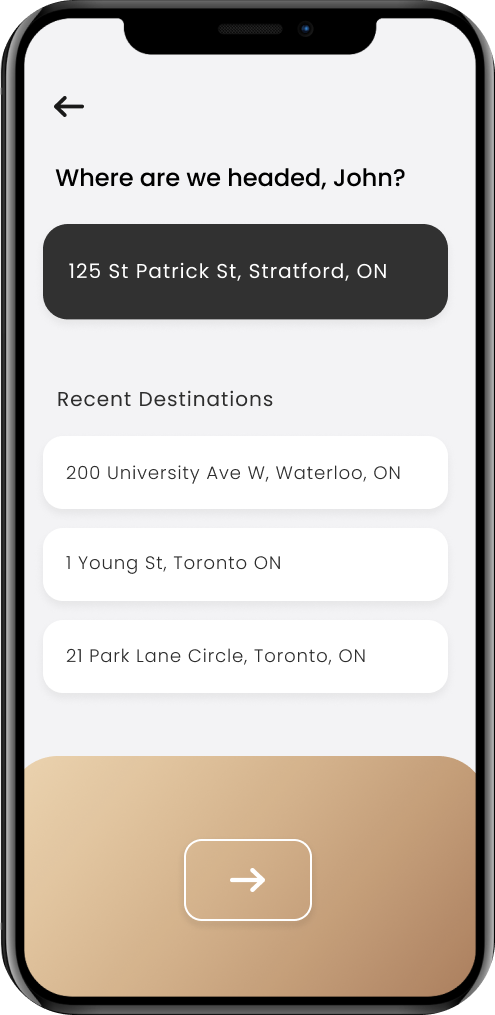 Where are we headed, John?
125 St Patrick St, Stratford, ON
Recent Destinations
200 University Ave W, Waterloo, ON
1 Young St, Toronto ON
21 Park Lane Circle, Toronto, ON